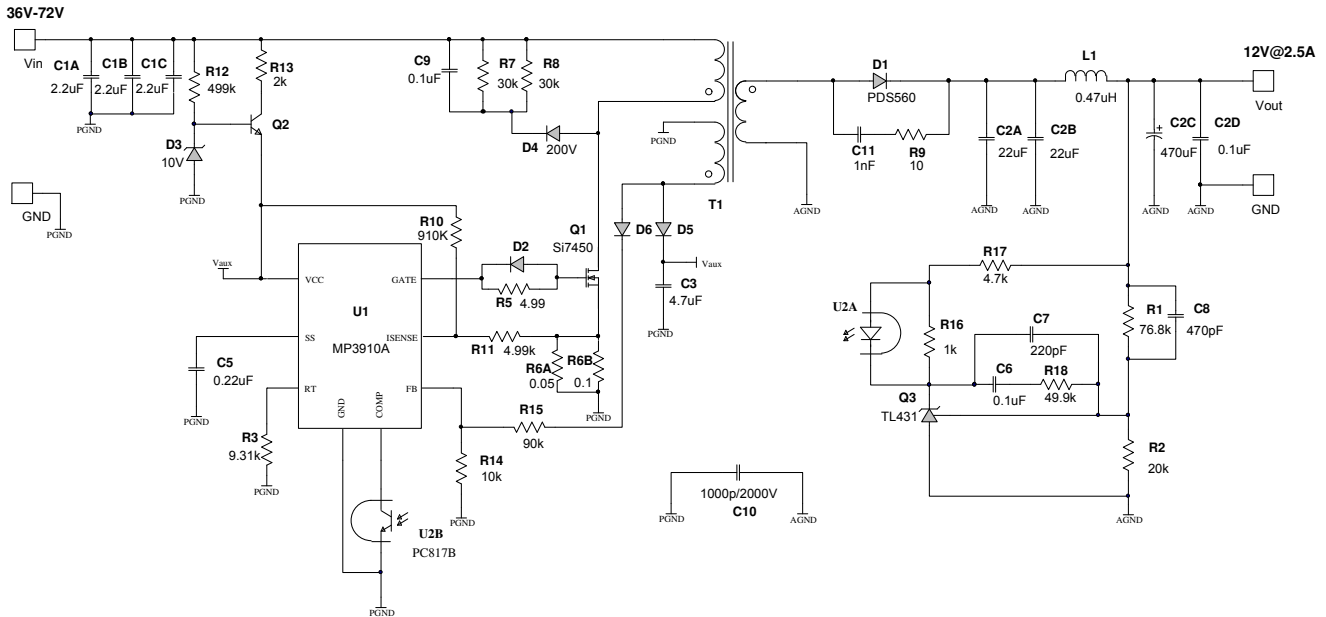 36V-72V
Vin
C1A
2.2uF
C1B
2.2uF
C1C
2.2uF
R12
499k
R13
2k
PGND
Q2
D3
10V
PGND
GND
PGND
C9
0.1uF
R7
30k
R8
30k
D4
200V
PGND
T1
D1
PDS560
C11
1nF
R9
10
AGND
C2A
22uF
C2B
22uF
AGND
AGND
L1
0.47uH
12V@2.5A
Vout
C2C
470uF
C2D
0.1uF
AGND
AGND
GND
Vaux
R10
910K
Q1
Si7450
D6
D5
Vaux
C3
4.7uF
PGND
D2
R5
4.99
VCC
GATE
U1
MP3910A
SS
ISENSE
RT
FB
GND
COMP
C5
0.22uF
PGND
R3
9.31k
PGND
R11
4.99k
R6A
0.05
R6B
0.1
PGND
R15
90k
R14
10k
PGND
U2B
PC817B
PGND
1000p/2000V
C10
PGND
AGND
R17
4.7k
U2A
R16
1k
C7
220pF
C6
0.1uF
R18
49.9k
Q3
TL431
R1
76.8k
C8
470pF
R2
20k
AGND